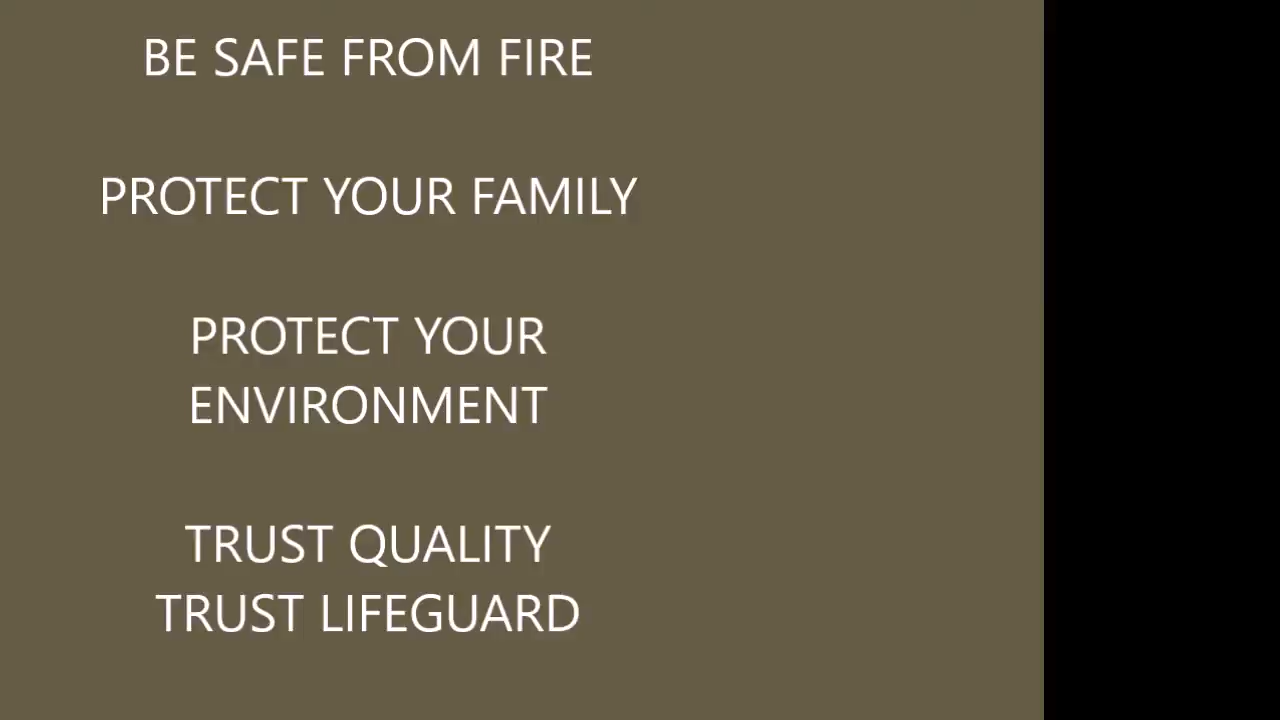 BE SAFE FROM FIRE
PROTECT YOUR FAMILY
PROTECT YOUR
ENVIRONMENT
TRUST QUALITY
TRUST LIFEGUARD